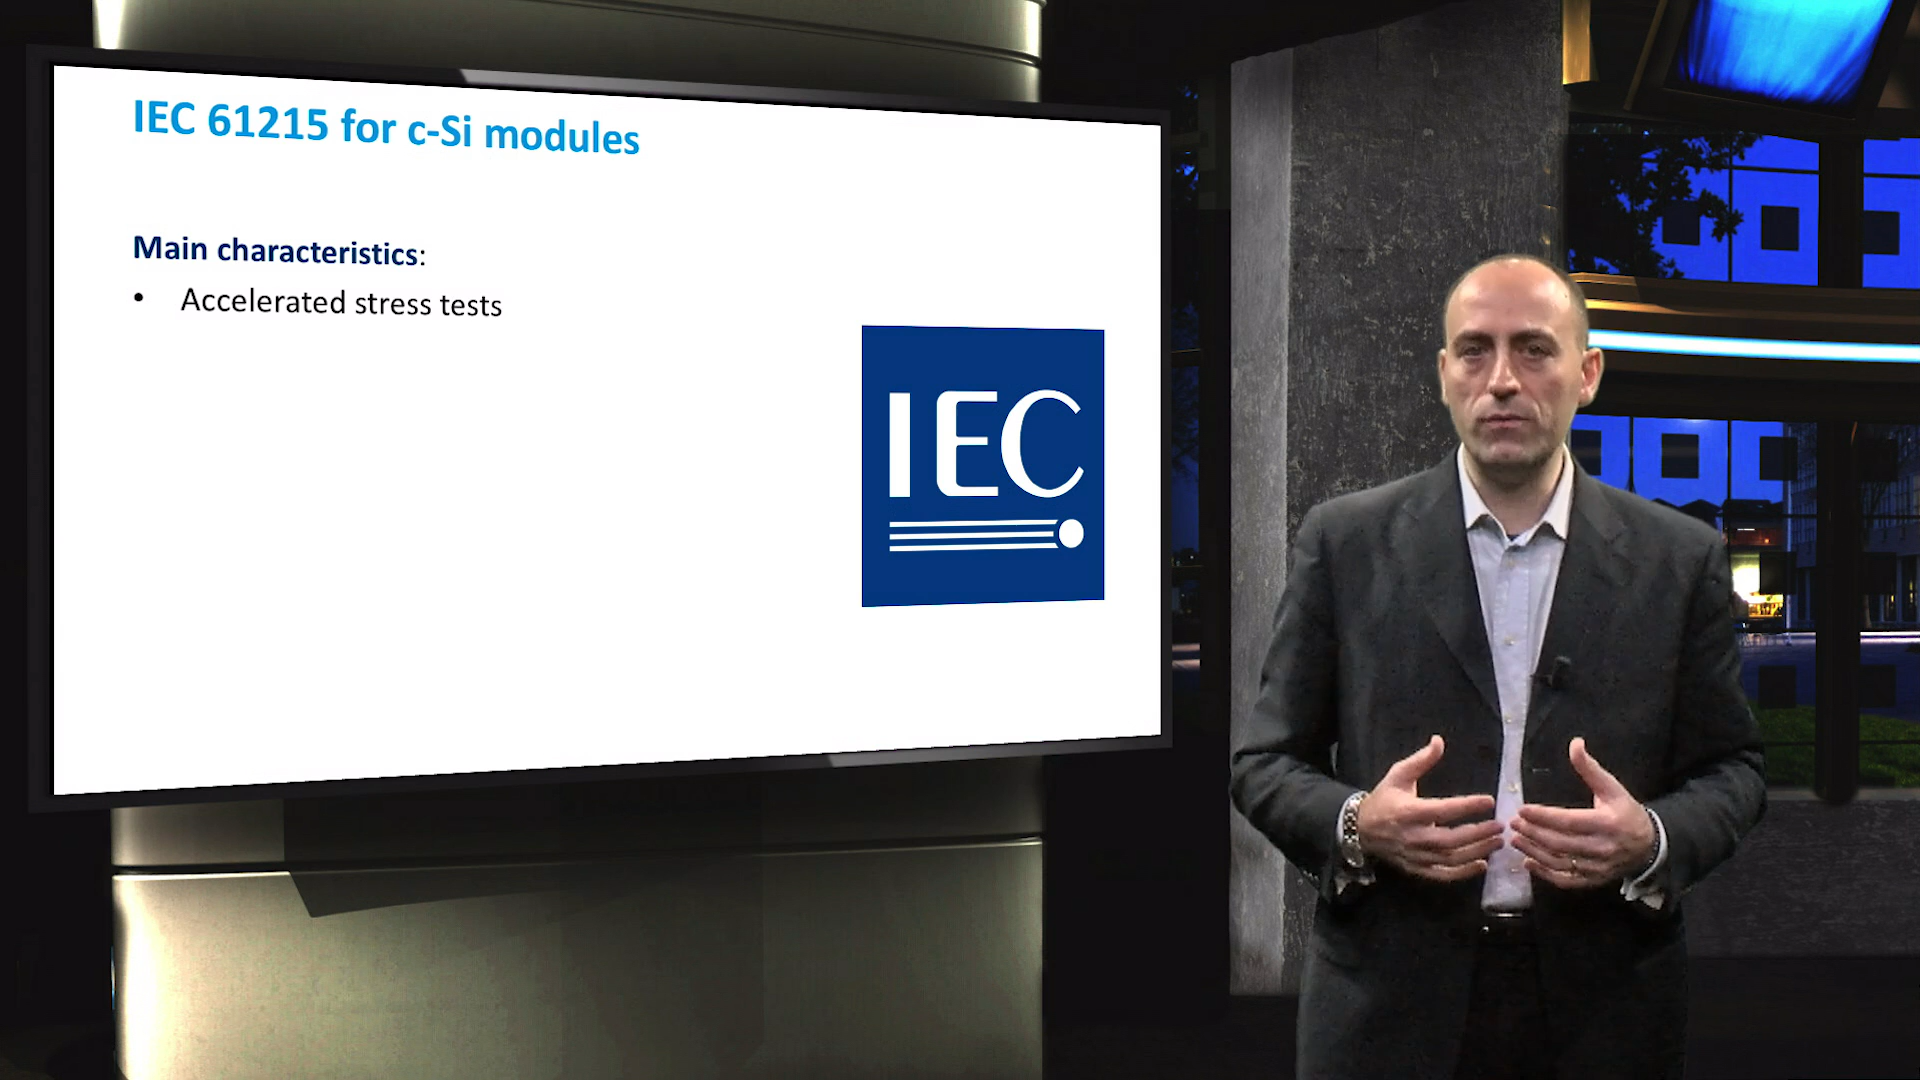 IEC 61215 for c-Si modules
Main characteristics:
• Accelerated stress tests
IEC